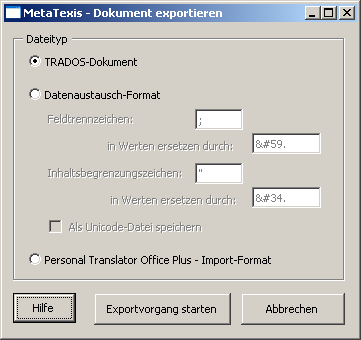 MetaTexis - Dokument exportieren
Dateityp
TRADOS-Dokument
Datenaustausch-Format
Feldtrennzeichen: ;
in Werten ersetzen durch: &#59.
Inhaltsbegrenzungszeichen: "
in Werten ersetzen durch: &#34.
Als Unicode-Datei speichern
Personal Translator Office Plus - Import-Format
Hilfe Exportvorgang starten Abbrechen